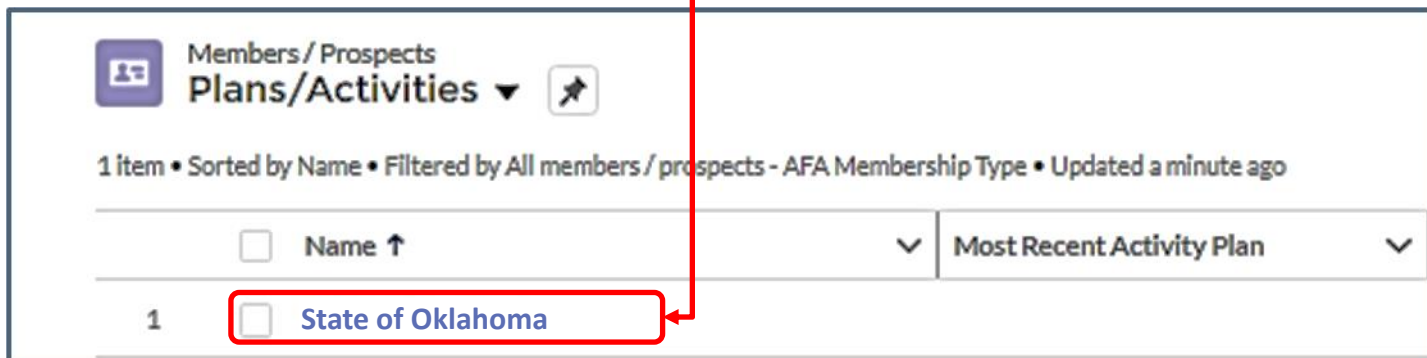 Members / Prospects
Plans/Activities
1 item • Sorted by Name • Filtered by All members / prospects - AFA Membership Type • Updated a minute ago
Name ↑ Most Recent Activity Plan
1 State of Oklahoma